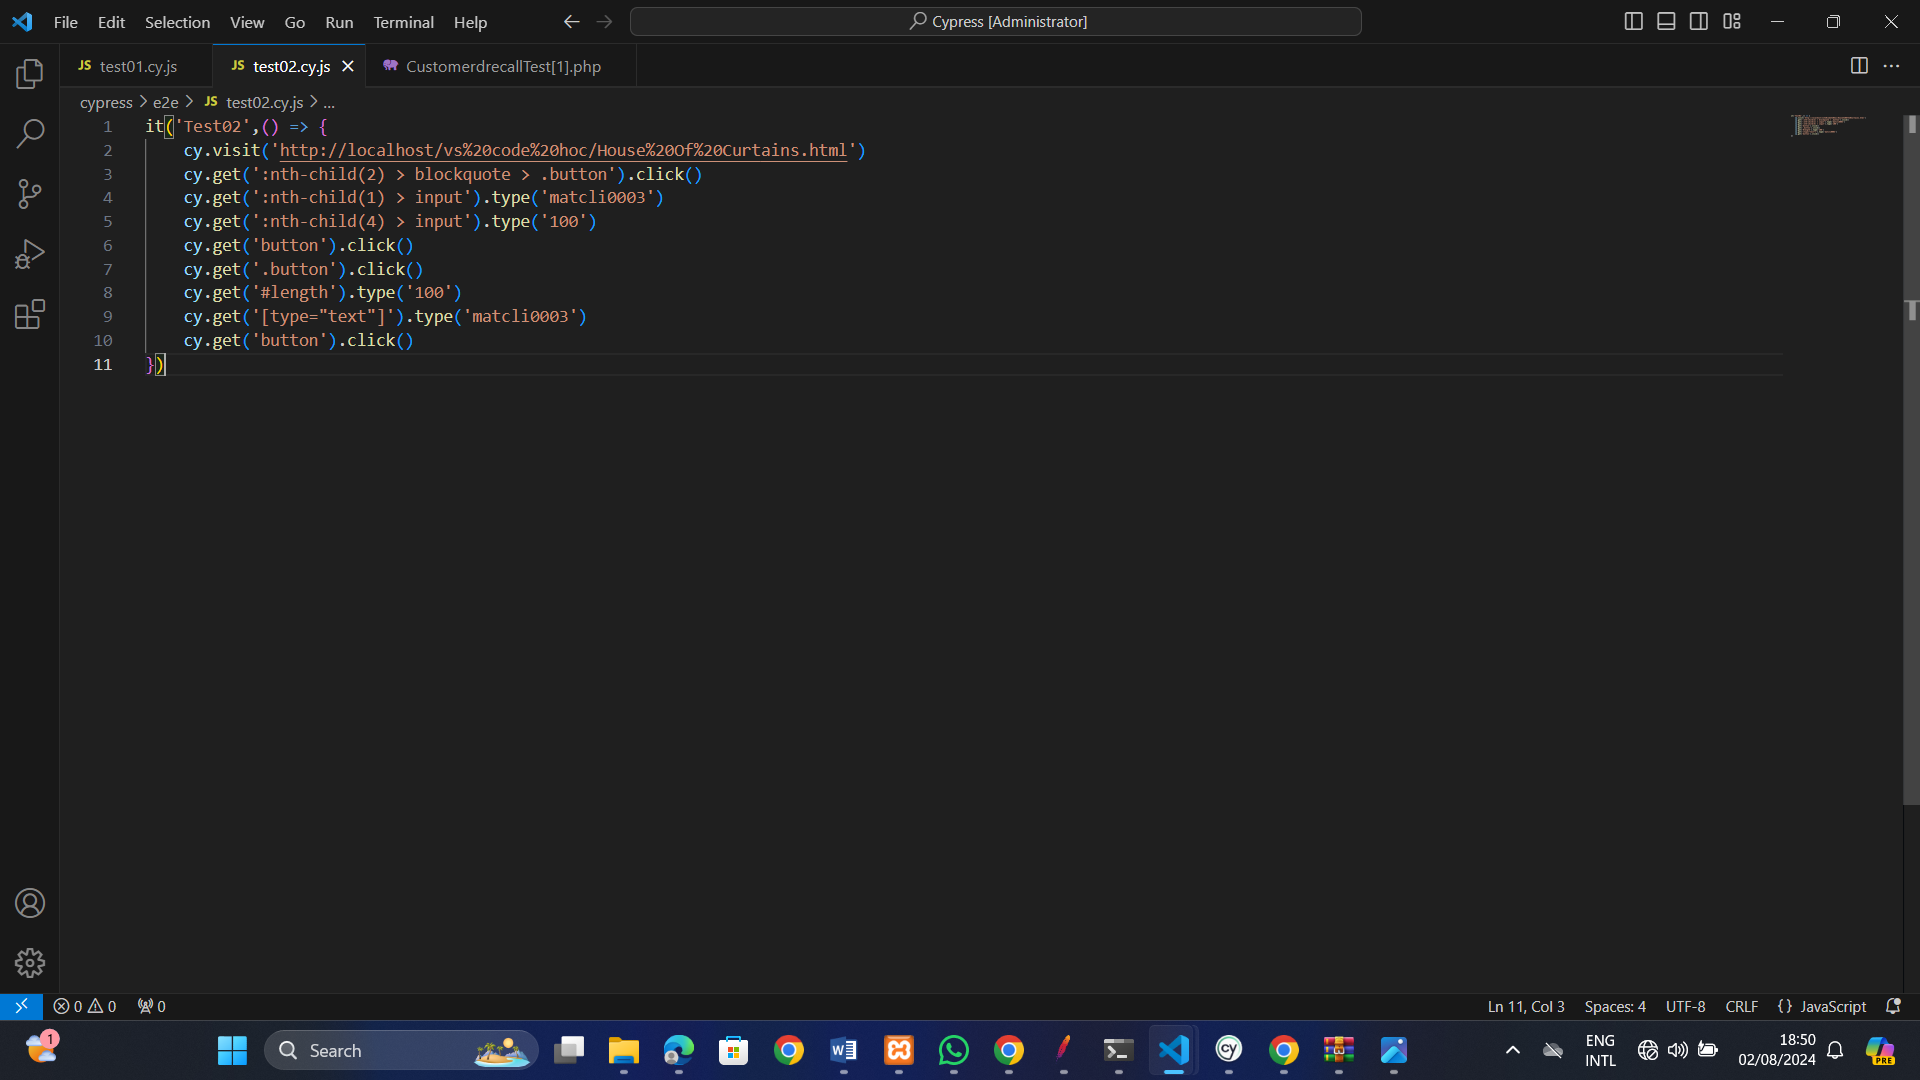 File Edit Selection View Go Run Terminal Help Cypress [Administrator]
JS test01.cy.js JS test02.cy.js CustomerdrecallTest[1].php
cypress > e2e > JS test02.cy.js > ...
1 it('Test02',() => {
2 cy.visit('http://localhost/vs%20code%20hoc/House%20Of%20Curtains.html')
3 cy.get(':nth-child(2) > blockquote > .button').click()
4 cy.get(':nth-child(1) > input').type('matcli0003')
5 cy.get(':nth-child(4) > input').type('100')
6 cy.get('button').click()
7 cy.get('.button').click()
8 cy.get('#length').type('100')
9 cy.get('[type="text"]').type('matcli0003')
10 cy.get('button').click()
11 })
0 0 0 Ln 11, Col 3 Spaces: 4 UTF-8 CRLF {} JavaScript
1 Search W cy ENG 18:50
INTL 02/08/2024 PRE